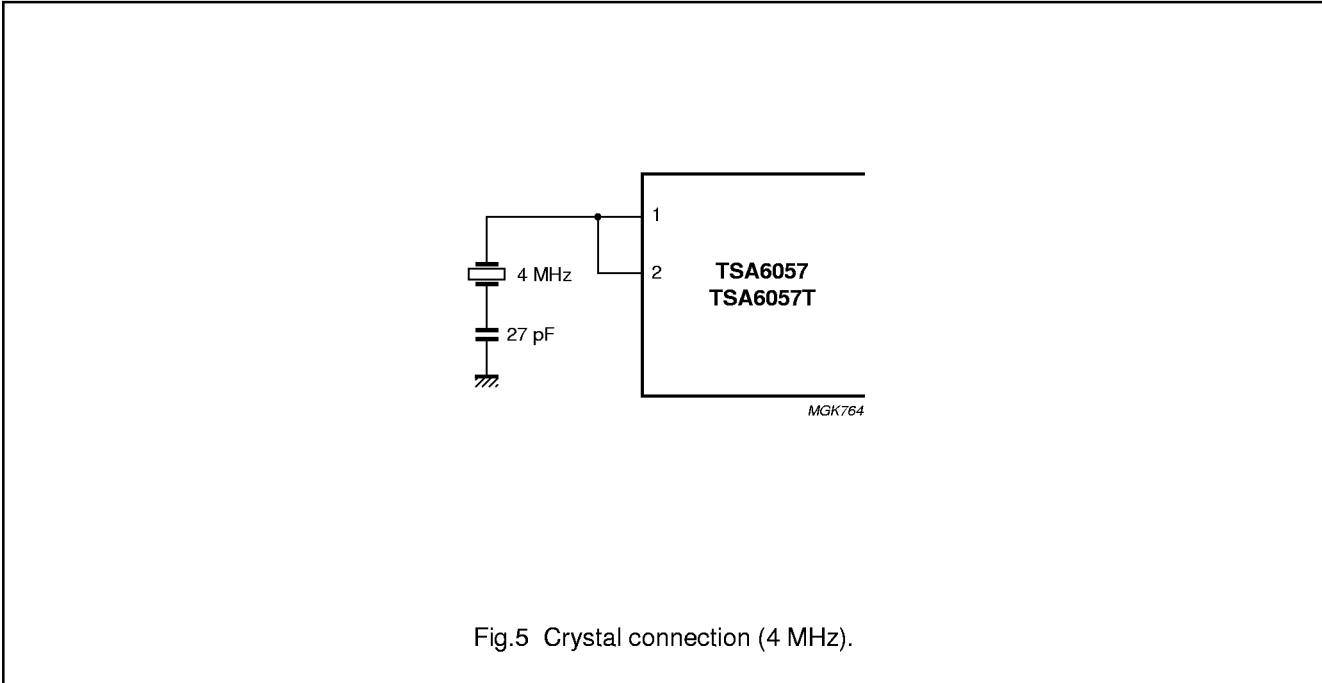 1
2
4 MHz
TSA6057
TSA6057T
27 pF
MGK764
Fig.5 Crystal connection (4 MHz).